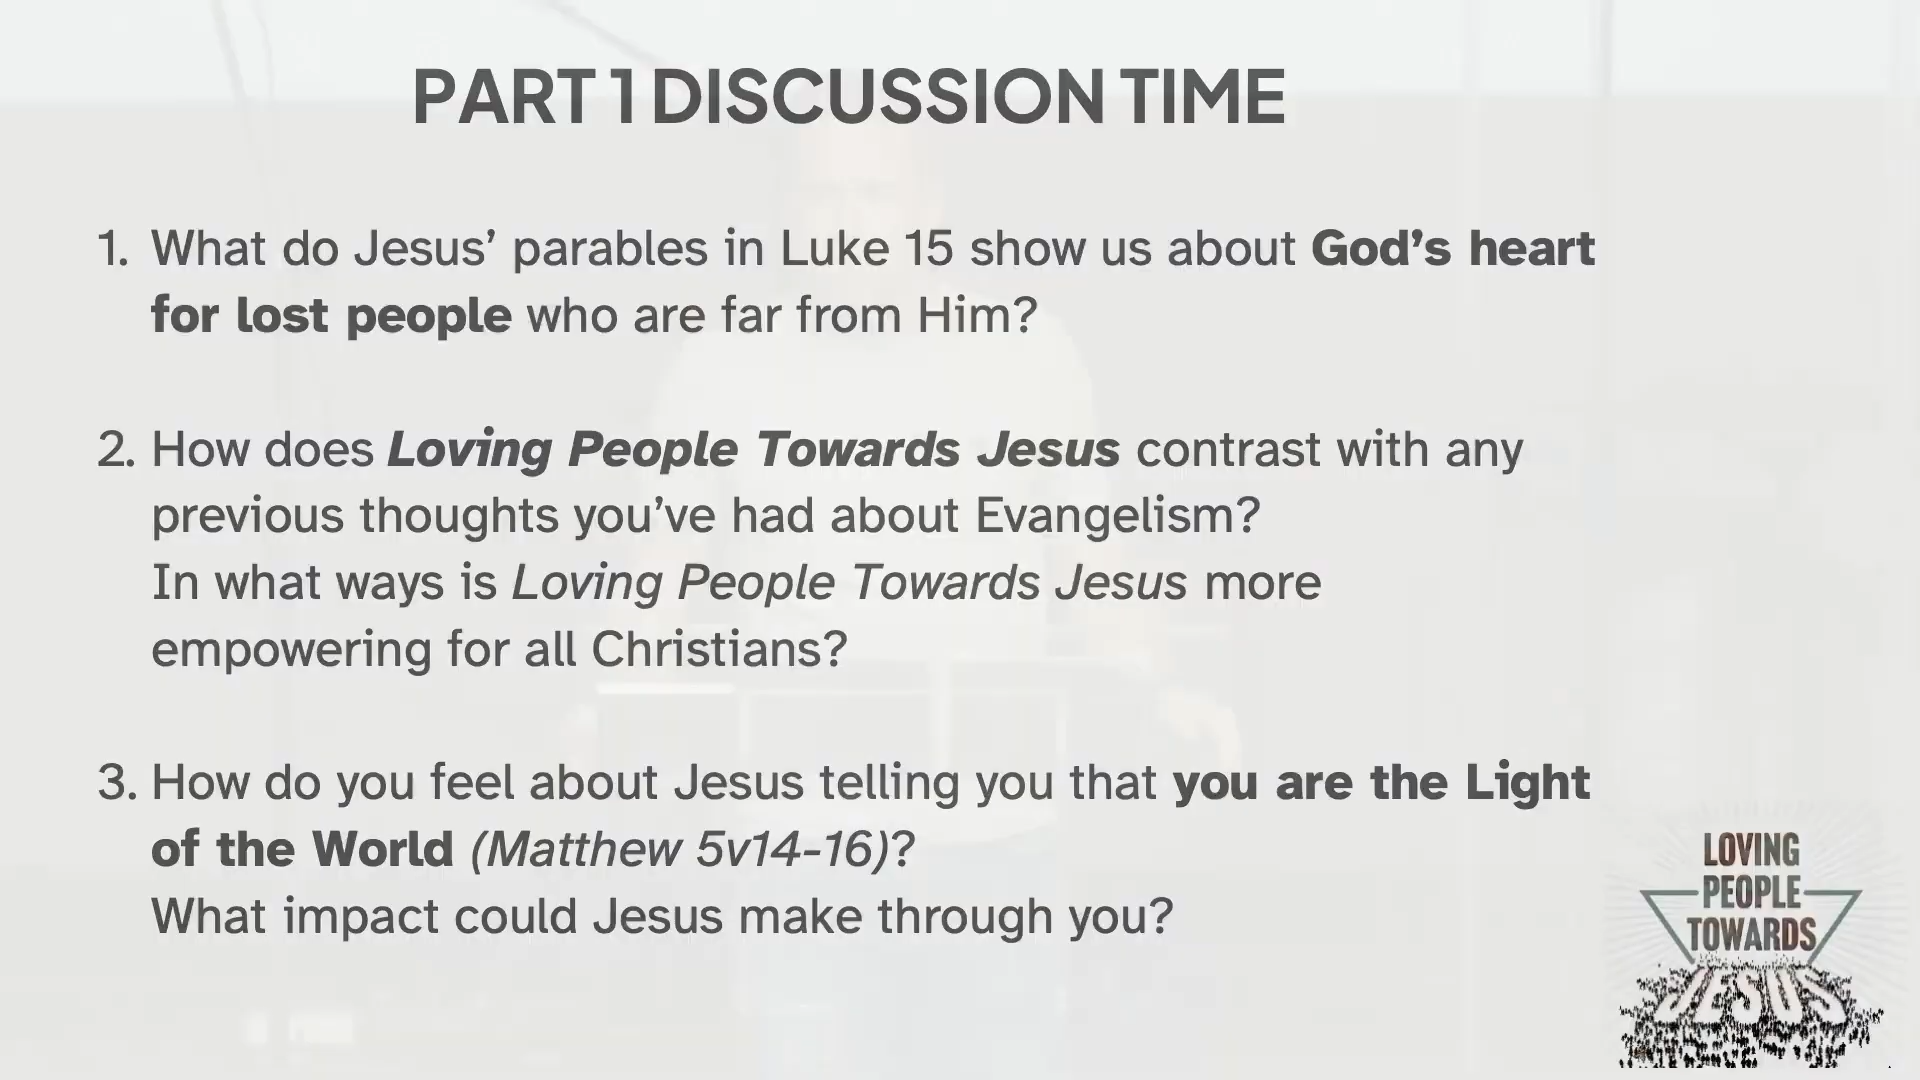 PART 1 DISCUSSION TIME
1. What do Jesus’ parables in Luke 15 show us about God’s heart
for lost people who are far from Him?
2. How does Loving People Towards Jesus contrast with any
previous thoughts you’ve had about Evangelism?
In what ways is Loving People Towards Jesus more
empowering for all Christians?
3. How do you feel about Jesus telling you that you are the Light
of the World (Matthew 5v14-16)?
What impact could Jesus make through you?
LOVING
PEOPLE
TOWARDS
JESUS